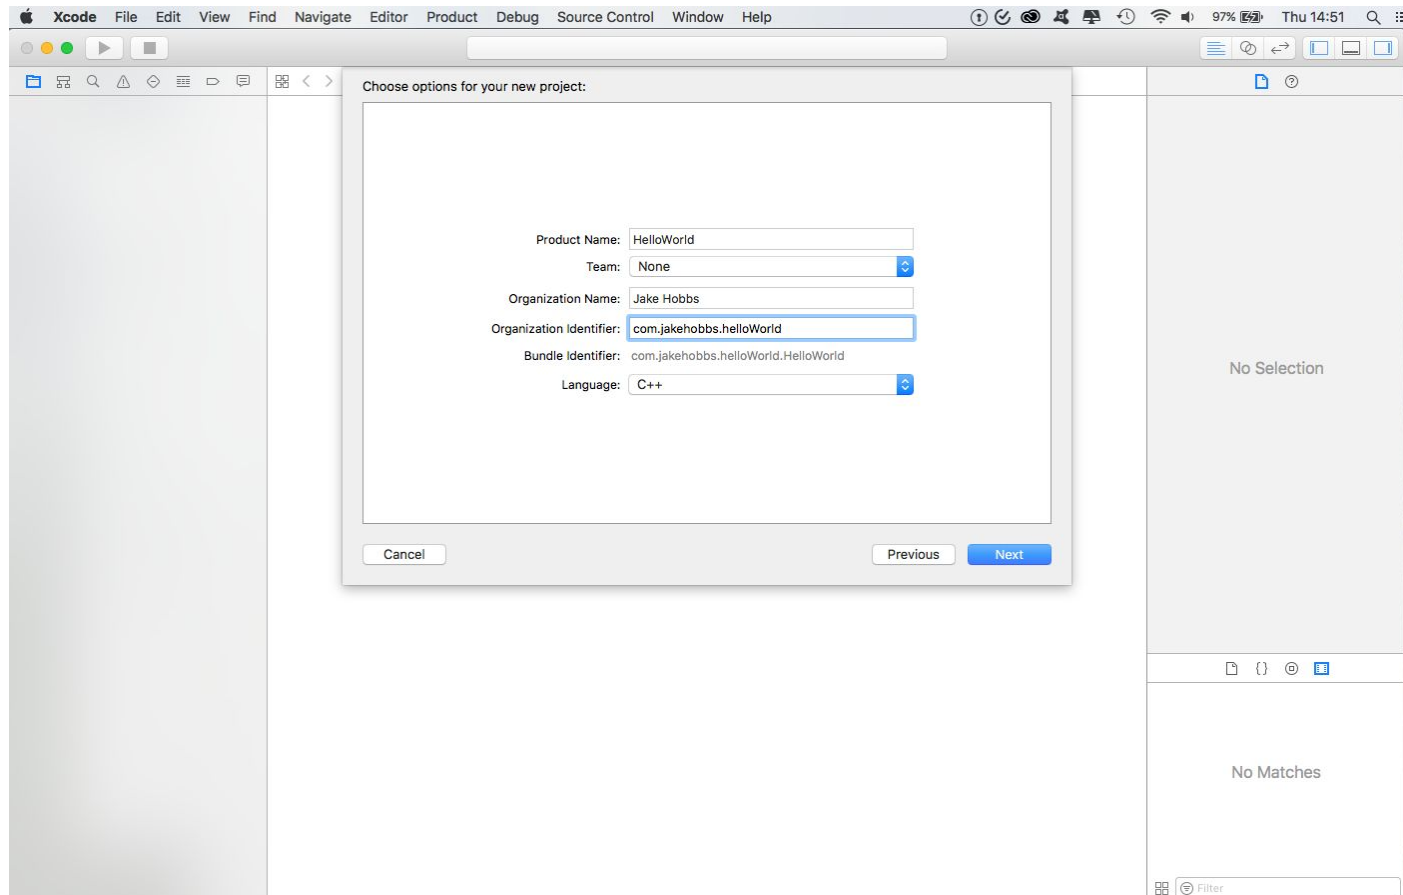 Xcode File Edit View Find Navigate Editor Product Debug Source Control Window Help 97% Thu 14:51
Choose options for your new project:
Product Name: HelloWorld
Team: None
Organization Name: Jake Hobbs
Organization Identifier: com.jakehobbs.helloWorld
Bundle Identifier: com.jakehobbs.helloWorld.HelloWorld
Language: C++
No Selection
Cancel Previous Next
No Matches
Filter